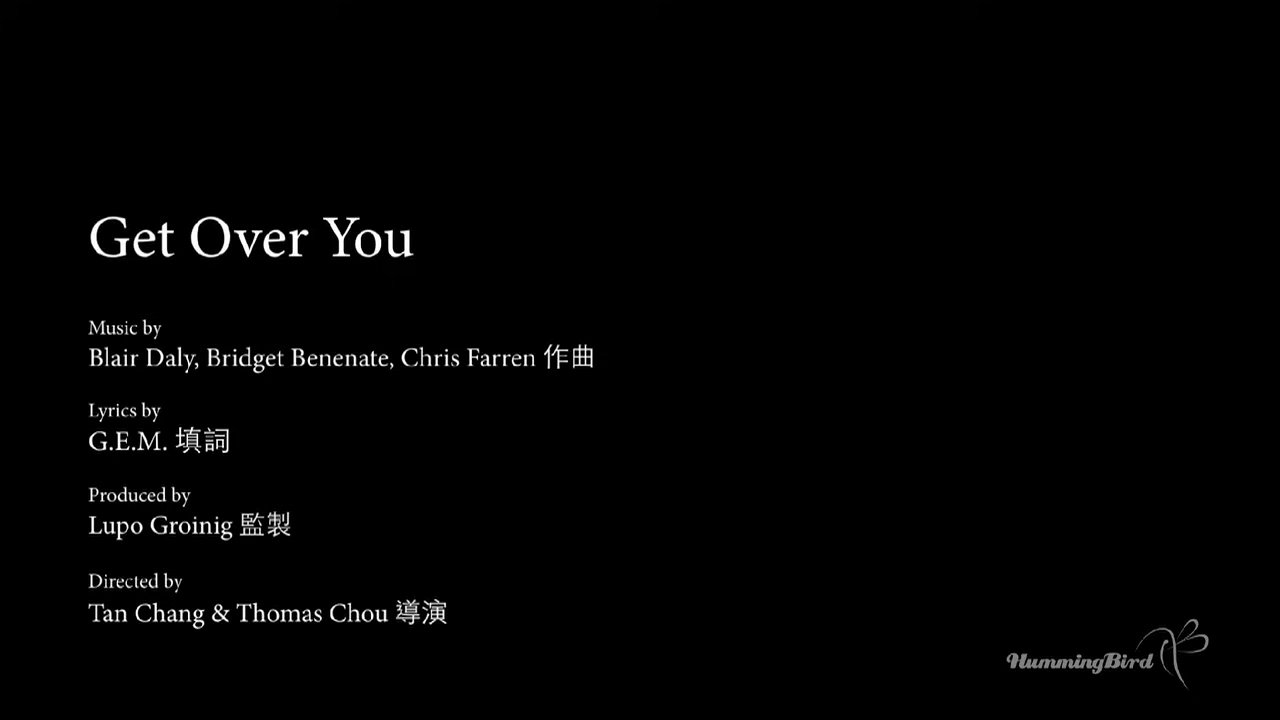 Get Over You
Music by
Blair Daly, Bridget Benenate, Chris Farren 作曲
Lyrics by
G.E.M. 填詞
Produced by
Lupo Groinig 監製
Directed by
Tan Chang & Thomas Chou 導演
HummingBird